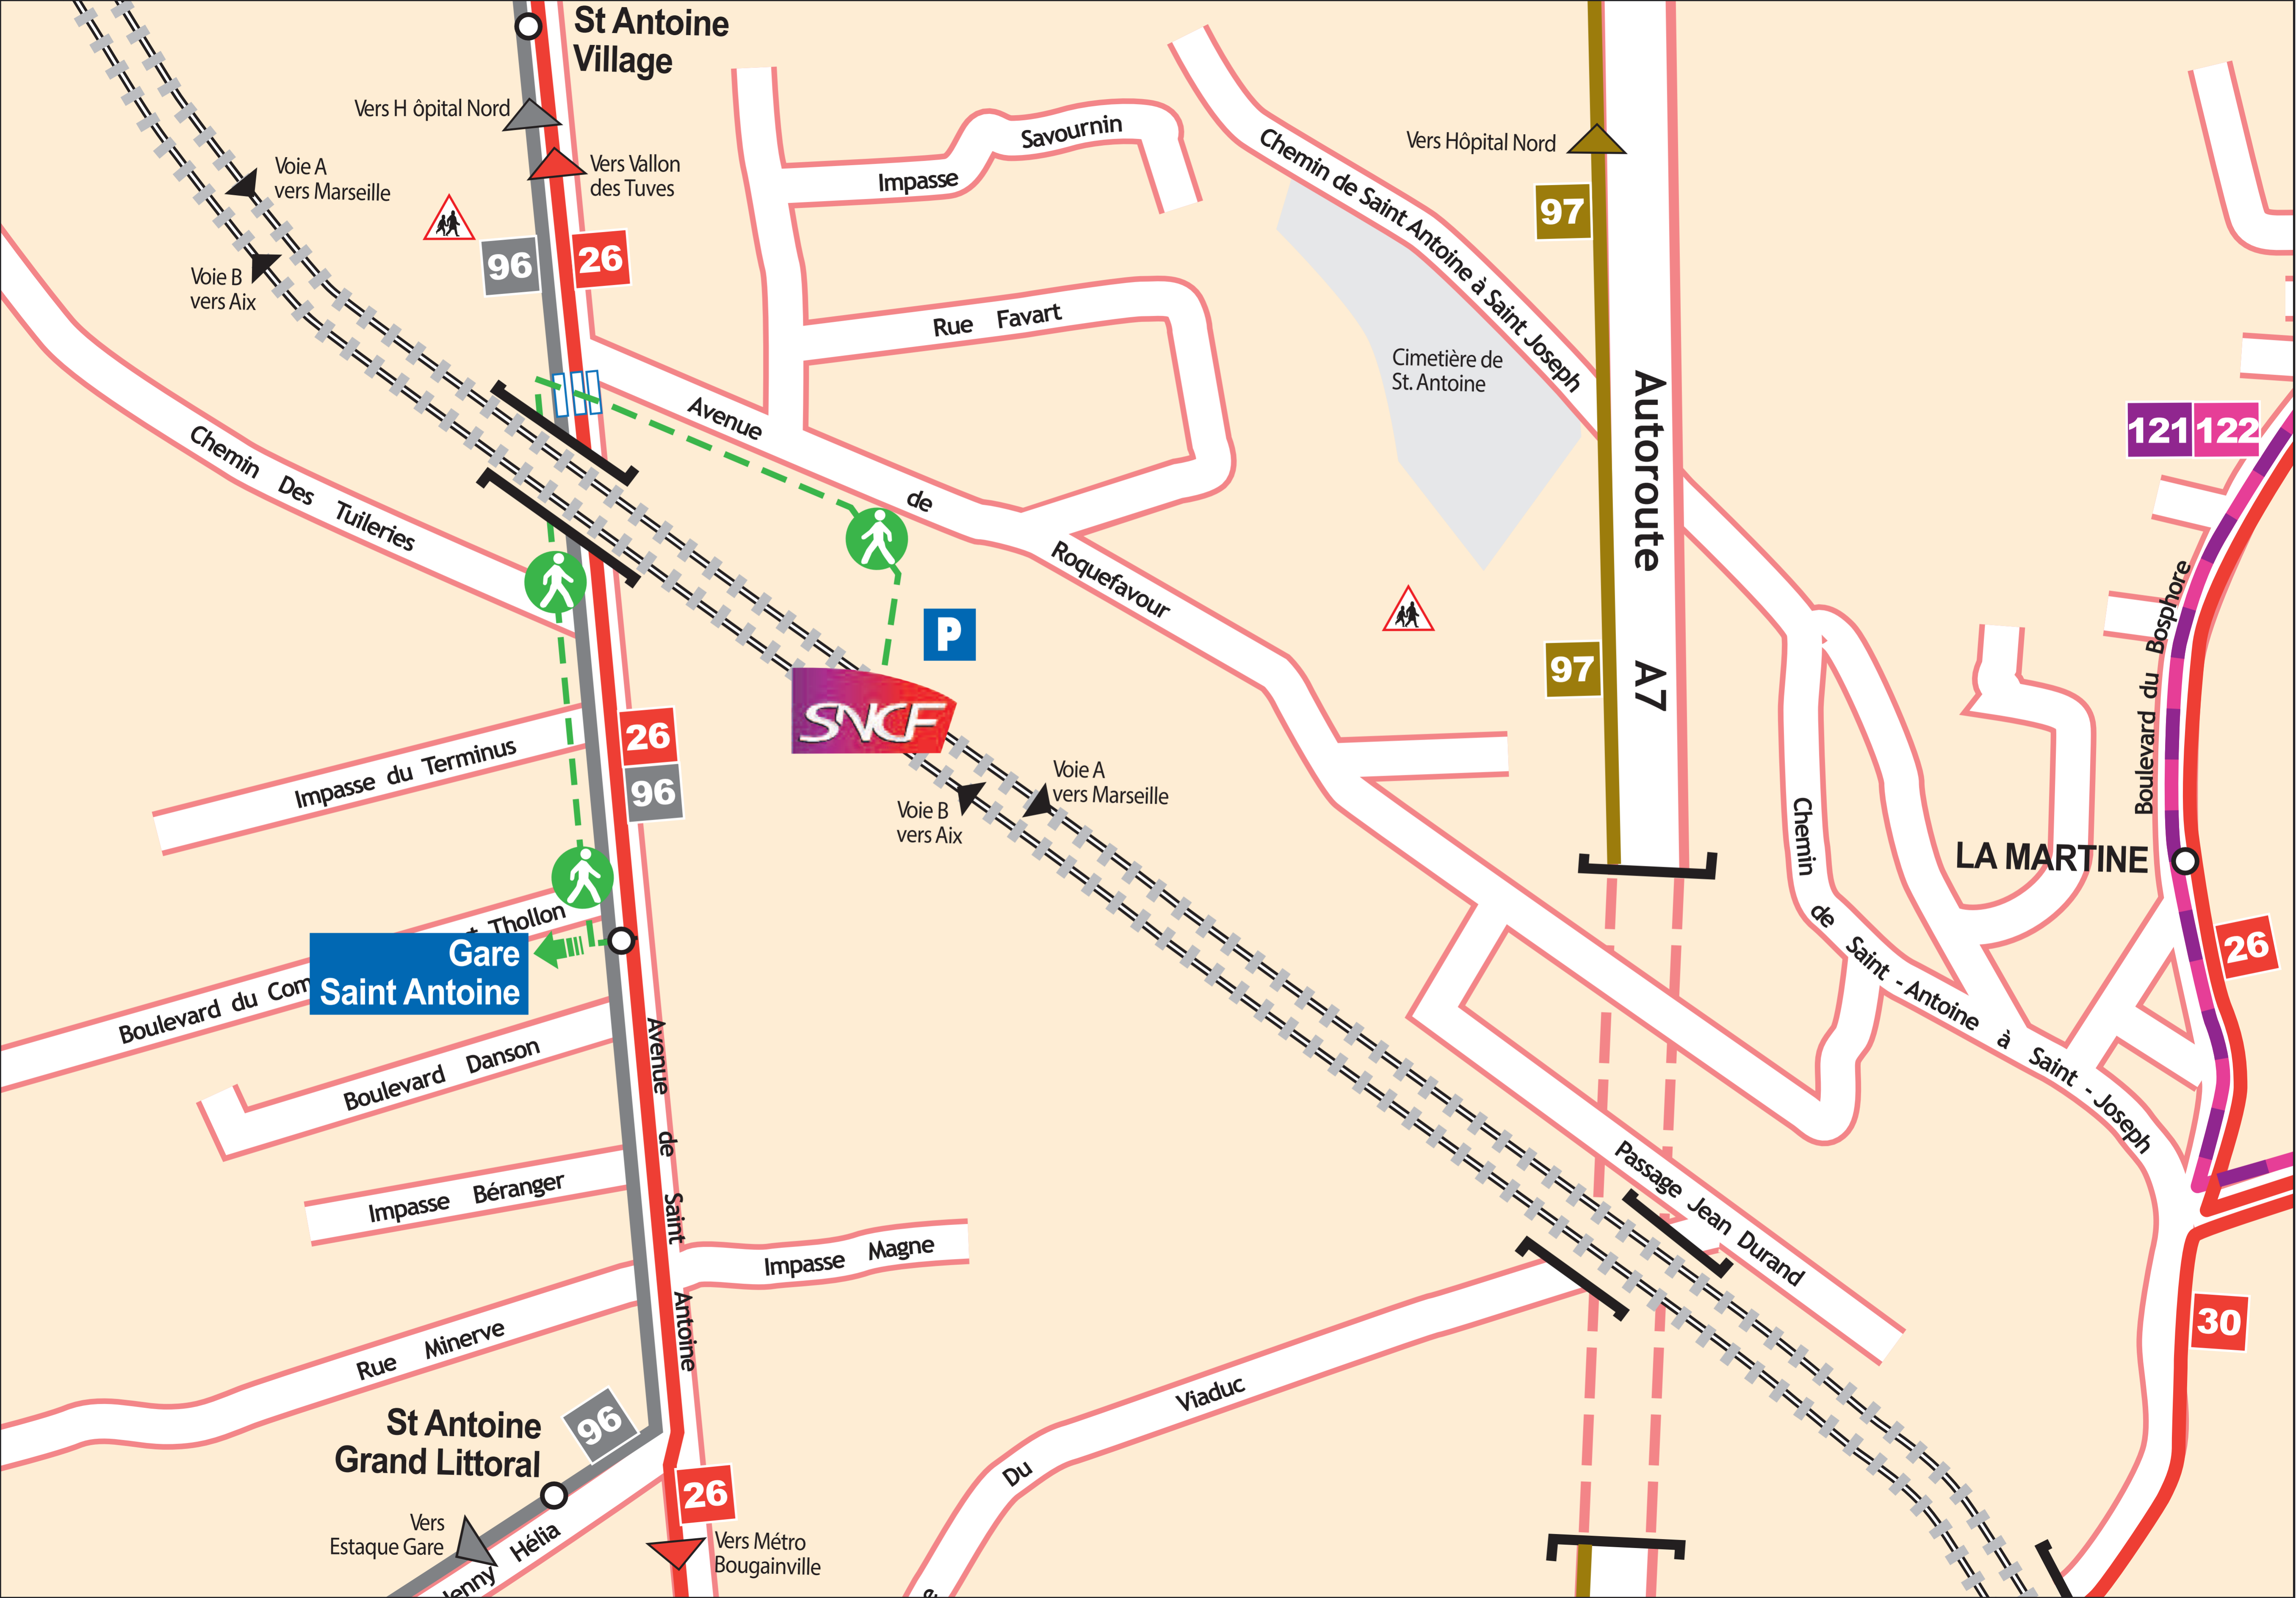 St Antoine
Village
Vers H ôpital Nord
Vers Vallon
des Tuves
Voie A
vers Marseille
Voie B
vers Aix
96
26
Impasse Savournin
Rue Favart
Chemin de Saint Antoine à Saint Joseph
Vers Hôpital Nord
97
Cimetière de
St. Antoine
Autoroute A7
121
122
Avenue de Roquefavour
Chemin Des Tuileries
P
SNCF
97
Boulevard du Bosphore
Impasse du Terminus
26
96
Voie A
vers Marseille
Voie B
vers Aix
Chemin de Saint - Antoine à Saint - Joseph
LA MARTINE
26
Thollon
Gare
Saint Antoine
Boulevard du Com
Boulevard Danson
Avenue de Saint Antoine
Impasse Béranger
Impasse Magne
Passage Jean Durand
Rue Minerve
30
Viaduc
Du
St Antoine
Grand Littoral
96
26
Vers
Estaque Gare
Hélia
Jenny
Vers Métro
Bougainville